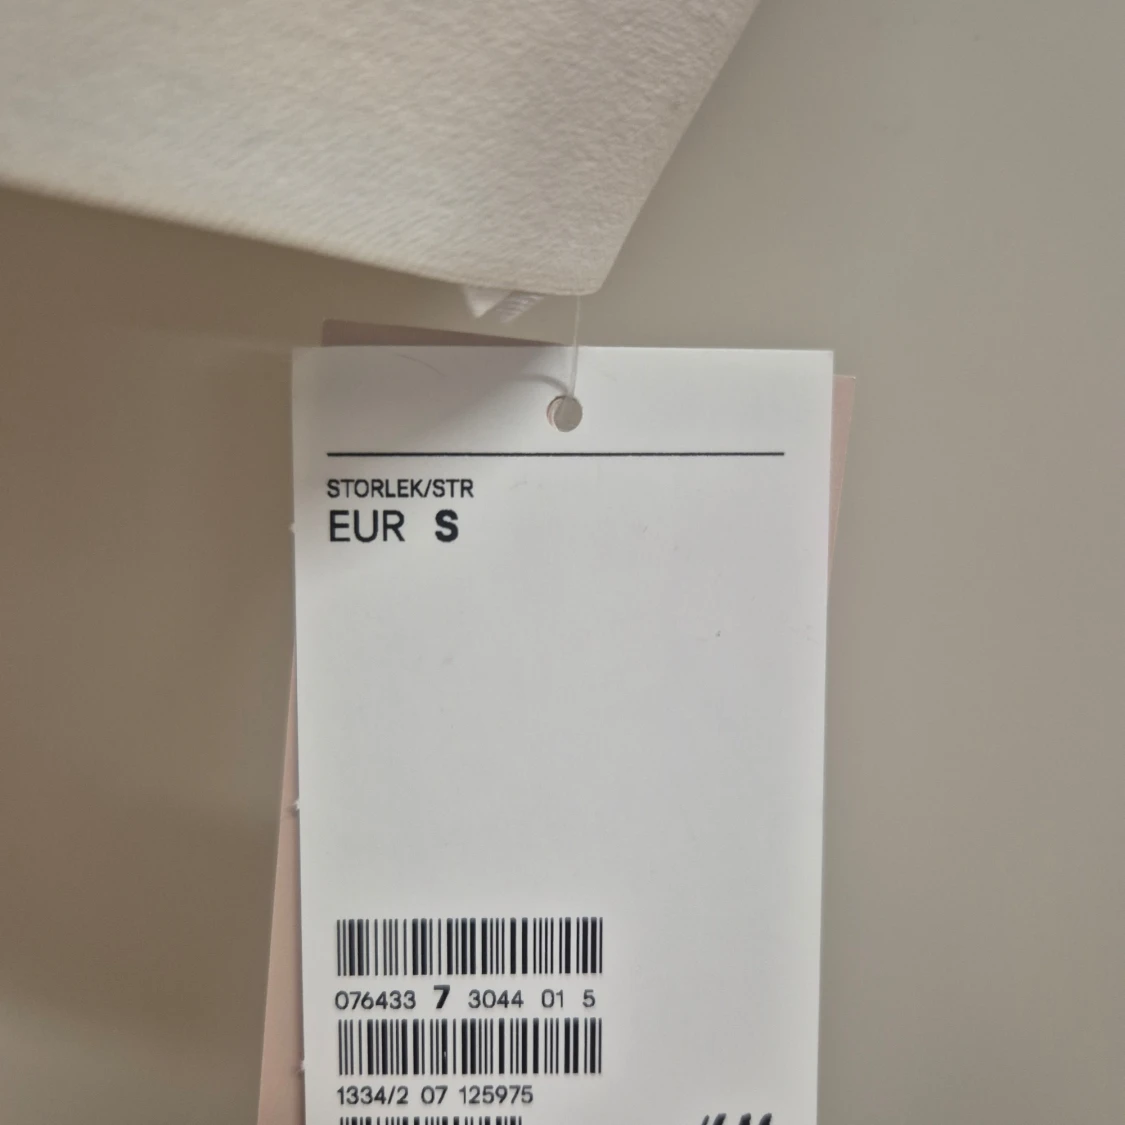 STORLEK/STR
EUR S
076433 7 3044 01 5
1334/2 07 125975